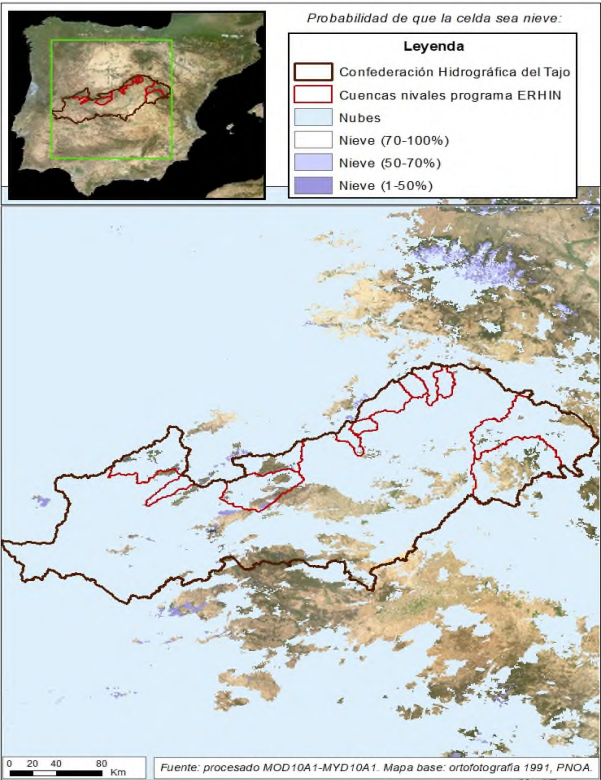 Probabilidad de que la celda sea nieve:
Leyenda
Confederación Hidrográfica del Tajo
Cuencas nivales programa ERHIN
Nubes
Nieve (70-100%)
Nieve (50-70%)
Nieve (1-50%)
0 20 40 80
Km
Fuente: procesado MOD10A1-MYD10A1. Mapa base: ortofotografía 1991, PNOA.